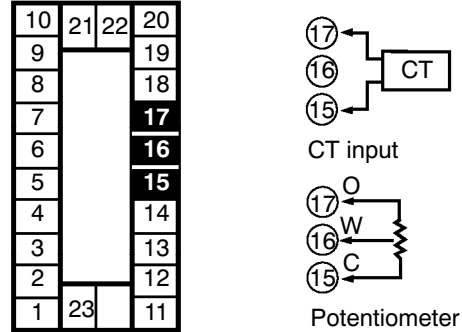 10 21 22 20
9 19
8 18
7 17
6 16
5 15
4 14
3 13
2 12
1 23 11
17
16
15
CT
CT input
17 O
16 W
15 C
Potentiometer